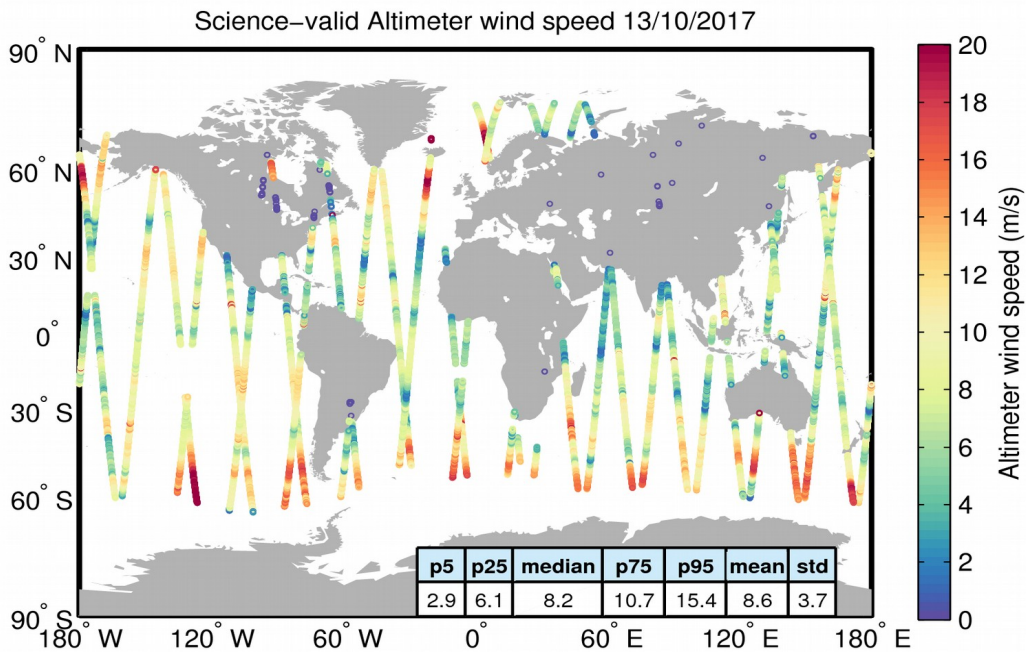 Science−valid Altimeter wind speed 13/10/2017
90° N
60° N
30° N
0°
30° S
60° S
90° S
180° W
120° W
60° W
0°
60° E
120° E
180° E
p5 p25 median p75 p95 mean std
2.9 6.1 8.2 10.7 15.4 8.6 3.7
20
18
16
14
12
10
8
6
4
2
0
Altimeter wind speed (m/s)